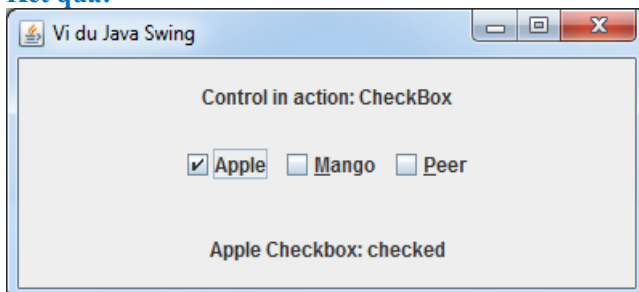 Kết quả:
Vi du Java Swing
Control in action: CheckBox
Apple Mango Peer
Apple Checkbox: checked